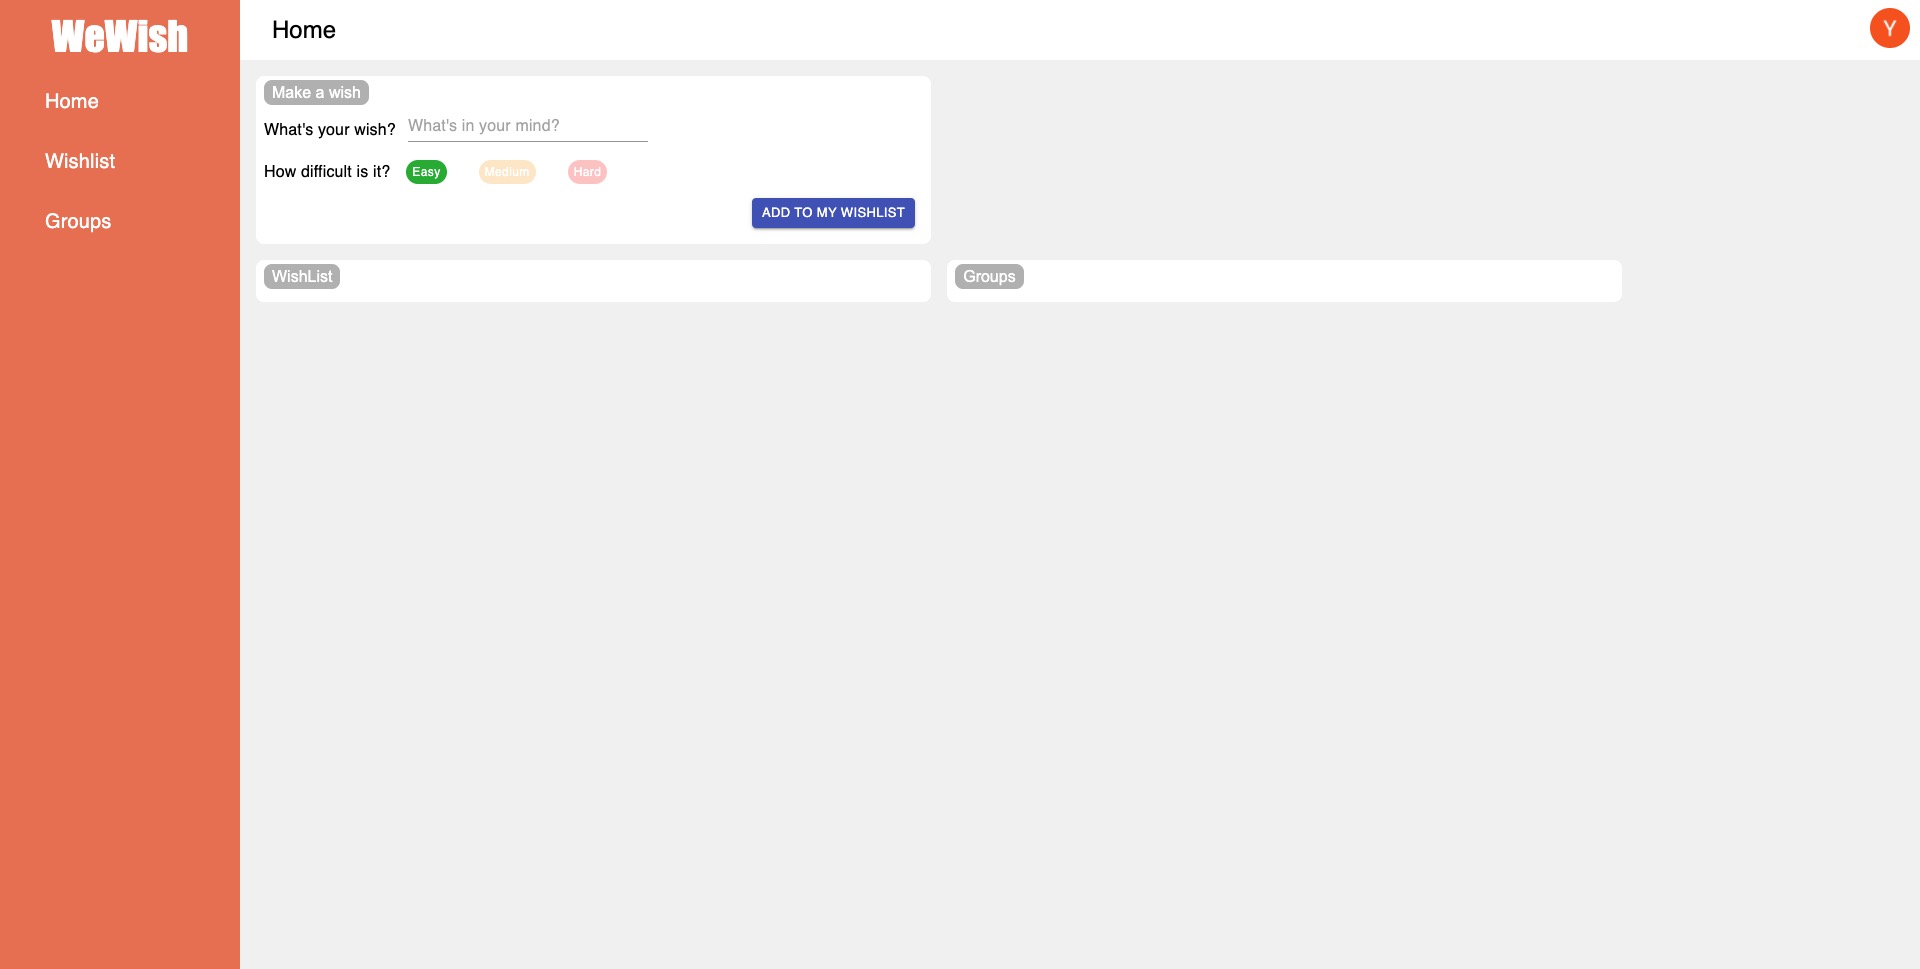 WeWish
Home
Wishlist
Groups
Home
Y
Make a wish
What's your wish? What's in your mind?
How difficult is it? Easy Medium Hard
ADD TO MY WISHLIST
WishList
Groups